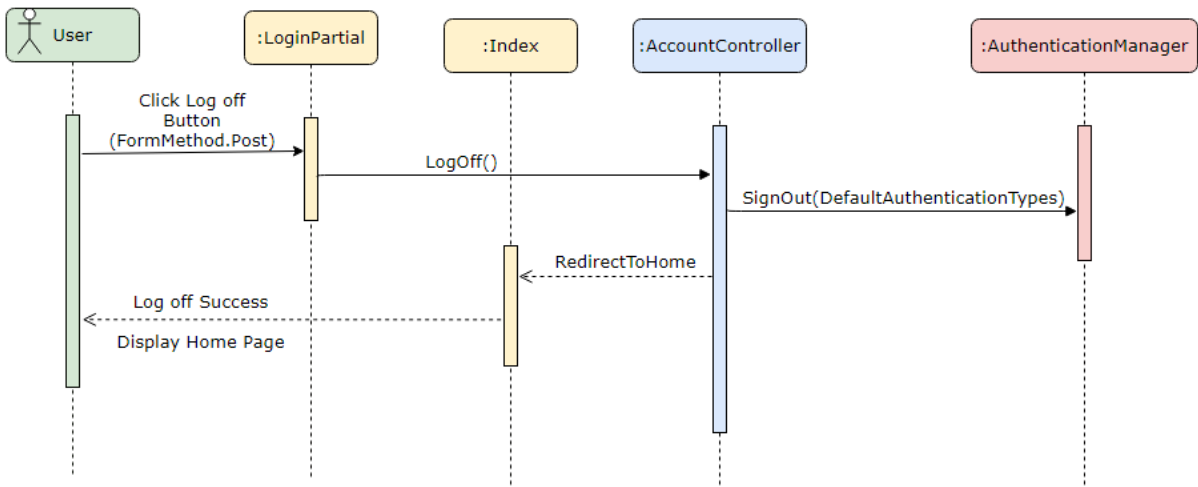 User
:LoginPartial
:Index
:AccountController
:AuthenticationManager
Click Log off
Button
(FormMethod.Post)
LogOff()
SignOut(DefaultAuthenticationTypes)
RedirectToHome
Log off Success
Display Home Page